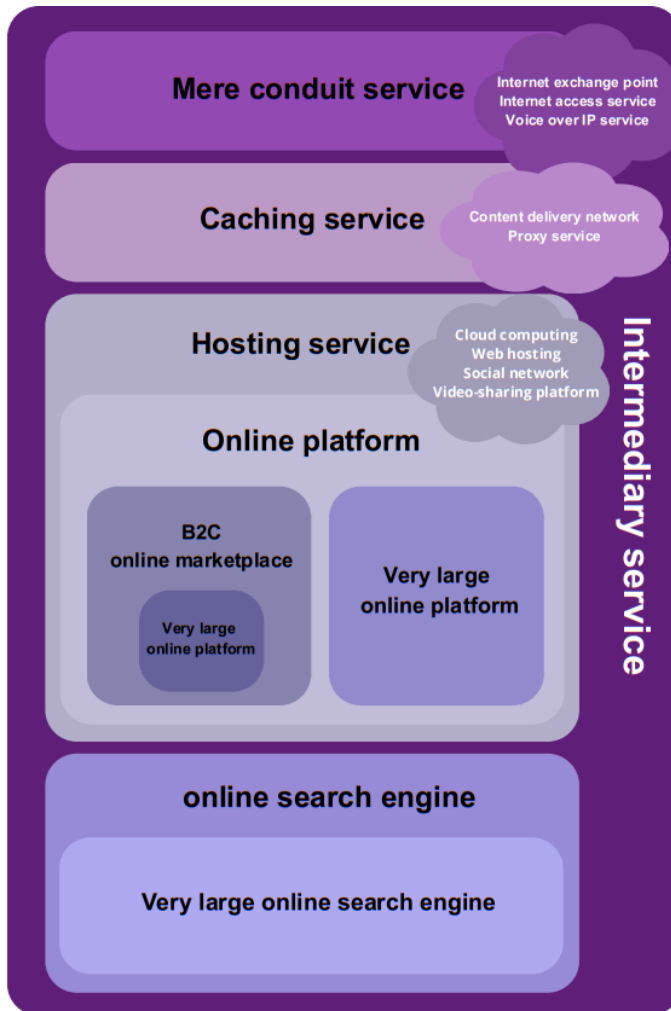 Mere conduit service
Internet exchange point
Internet access service
Voice over IP service
Caching service
Content delivery network
Proxy service
Hosting service
Cloud computing
Web hosting
Social network
Video-sharing platform
Online platform
B2C
online marketplace
Very large
online platform
Very large
online platform
online search engine
Very large online search engine
Intermediary service